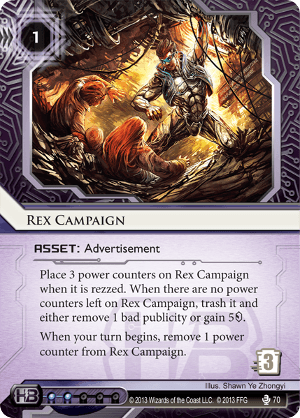 1
REX CAMPAIGN
ASSET: Advertisement
Place 3 power counters on Rex Campaign
when it is rezzed. When there are no power
counters left on Rex Campaign, trash it and
either remove 1 bad publicity or gain 5
When your turn begins, remove 1 power
counter from Rex Campaign.
3
Illus. Shawn Ye Zhongyi
HB
© 2013 Wizards of the Coast LLC. © 2013 FFG
70